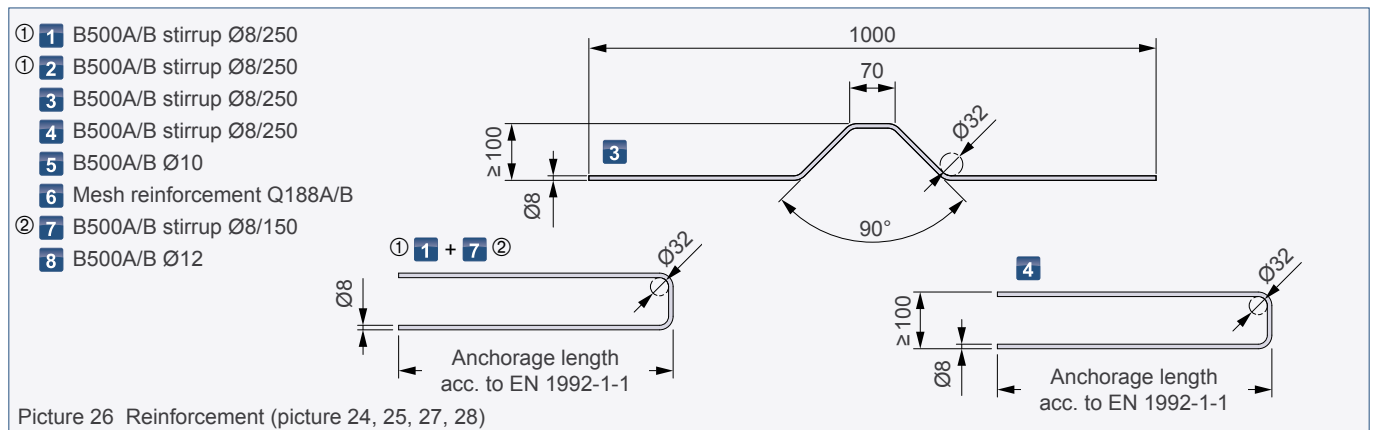 ① 1 B500A/B stirrup Ø8/250
① 2 B500A/B stirrup Ø8/250
3 B500A/B stirrup Ø8/250
4 B500A/B stirrup Ø8/250
5 B500A/B Ø10
6 Mesh reinforcement Q188A/B
② 7 B500A/B stirrup Ø8/150
8 B500A/B Ø12
1000
70
≥100
Ø8
3
Ø32
90°
① 1 + 7 ②
Ø8
Ø32
Anchorage length
acc. to EN 1992-1-1
4
≥100
Ø8
Ø32
Anchorage length
acc. to EN 1992-1-1
Picture 26 Reinforcement (picture 24, 25, 27, 28)